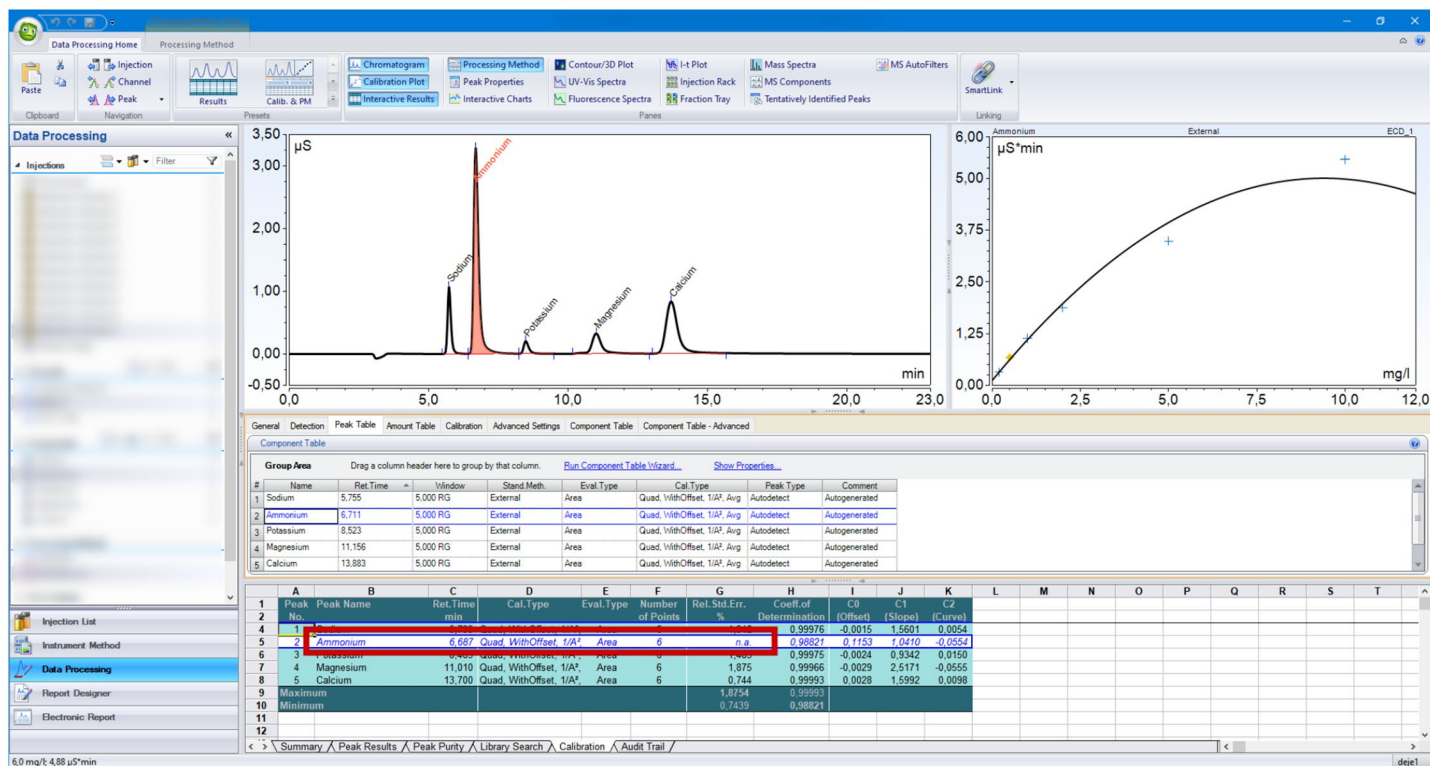 Data Processing Home Processing Method
Paste
Injection
Channel
Peak
Results
Calib. & PM
Chromatogram Processing Method Contour/3D Plot I-t Plot Mass Spectra MS AutoFilters
Calibration Plot Peak Properties UV-Vis Spectra Injection Rack MS Components
Interactive Results Interactive Charts Fluorescence Spectra Fraction Tray Tentatively Identified Peaks
SmartLink
Clipboard Navigation Presets Panes Linking
Data Processing «
Injections Filter
3,50
µS
3,00
2,00
1,00
0,00
-0,50
Sodium
Ammonium
Potassium
Magnesium
Calcium
min
0,0 5,0 10,0 15,0 20,0 23,0
Ammonium External ECD_1
6,00
µS*min
5,00
3,75
2,50
1,25
0,00
mg/l
0,0 2,5 5,0 7,5 10,0 12,0
General Detection Peak Table Amount Table Calibration Advanced Settings Component Table Component Table - Advanced
Component Table
Group Area Drag a column header here to group by that column. Run Component Table Wizard... Show Properties...
# Name Ret.Time Window Stand.Meth. Eval.Type Cal.Type Peak Type Comment
1 Sodium 5,755 5,000 RG External Area Quad, WithOffset, 1/A², Avg Autodetect Autogenerated
2 Ammonium 6,711 5,000 RG External Area Quad, WithOffset, 1/A², Avg Autodetect Autogenerated
3 Potassium 8,523 5,000 RG External Area Quad, WithOffset, 1/A², Avg Autodetect Autogenerated
4 Magnesium 11,156 5,000 RG External Area Quad, WithOffset, 1/A², Avg Autodetect Autogenerated
5 Calcium 13,883 5,000 RG External Area Quad, WithOffset, 1/A², Avg Autodetect Autogenerated
A B C D E F G H I J K L M N O P Q R S T
1 Peak Peak Name Ret.Time Cal.Type Eval.Type Number Rel.Std.Err. Coeff.of C0 C1 C2
2 No. min of Points % Determination (Offset) (Slope) (Curve)
4 1 0,99976 -0,0015 1,5601 0,0054
5 2 Ammonium 6,687 Quad, WithOffset, 1/A², Area 6 n.a. 0,98821 0,1153 1,0410 -0,0554
6 3 0,99975 -0,0024 0,9342 0,0150
7 4 Magnesium 11,010 Quad, WithOffset, 1/A², Area 6 1,875 0,99966 -0,0029 2,5171 -0,0555
8 5 Calcium 13,700 Quad, WithOffset, 1/A², Area 6 0,744 0,99993 0,0028 1,5992 0,0098
9 Maximum 1,8754 0,99993
10 Minimum 0,7439 0,98821
11
12
Summary Peak Results Peak Purity Library Search Calibration Audit Trail
Injection List
Instrument Method
Data Processing
Report Designer
Electronic Report
6,0 mg/l; 4,88 µS*min deje1